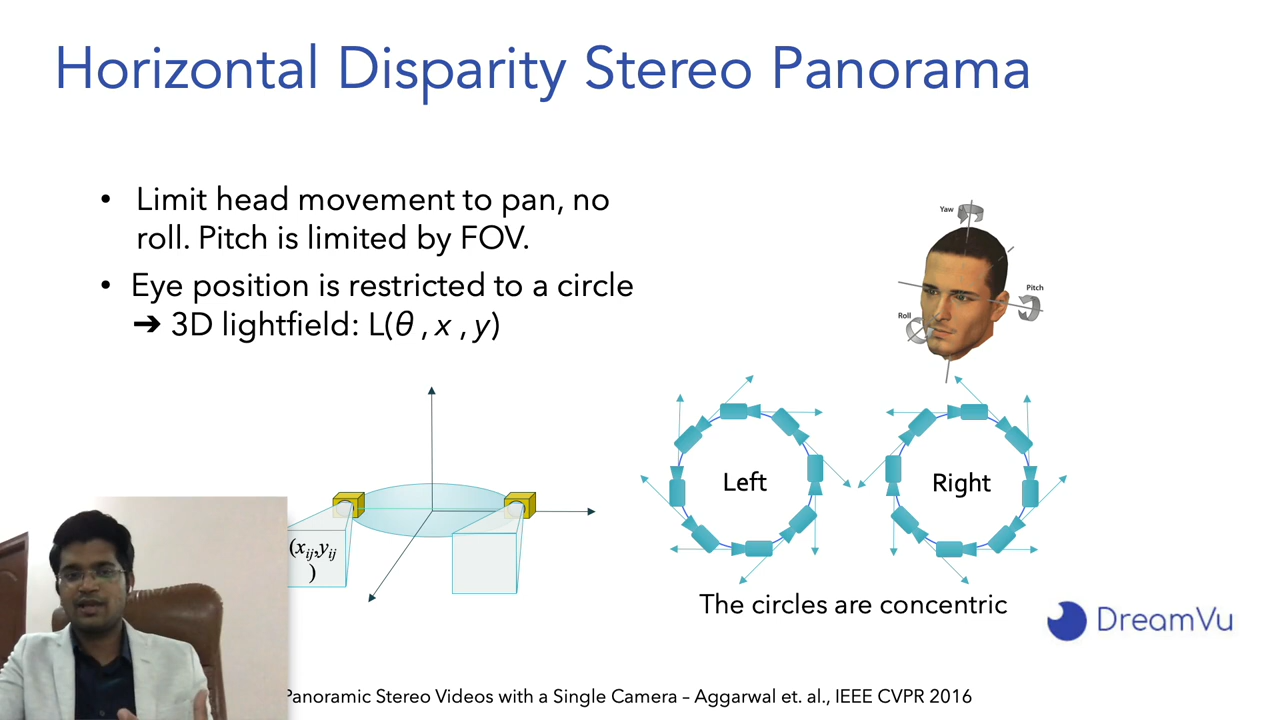 Horizontal Disparity Stereo Panorama
• Limit head movement to pan, no
roll. Pitch is limited by FOV.
• Eye position is restricted to a circle
➔ 3D lightfield: L(θ , x , y)
Yaw
Pitch
Roll
Left
Right
(xij,yij
)
The circles are concentric
DreamVu
Panoramic Stereo Videos with a Single Camera – Aggarwal et. al., IEEE CVPR 2016